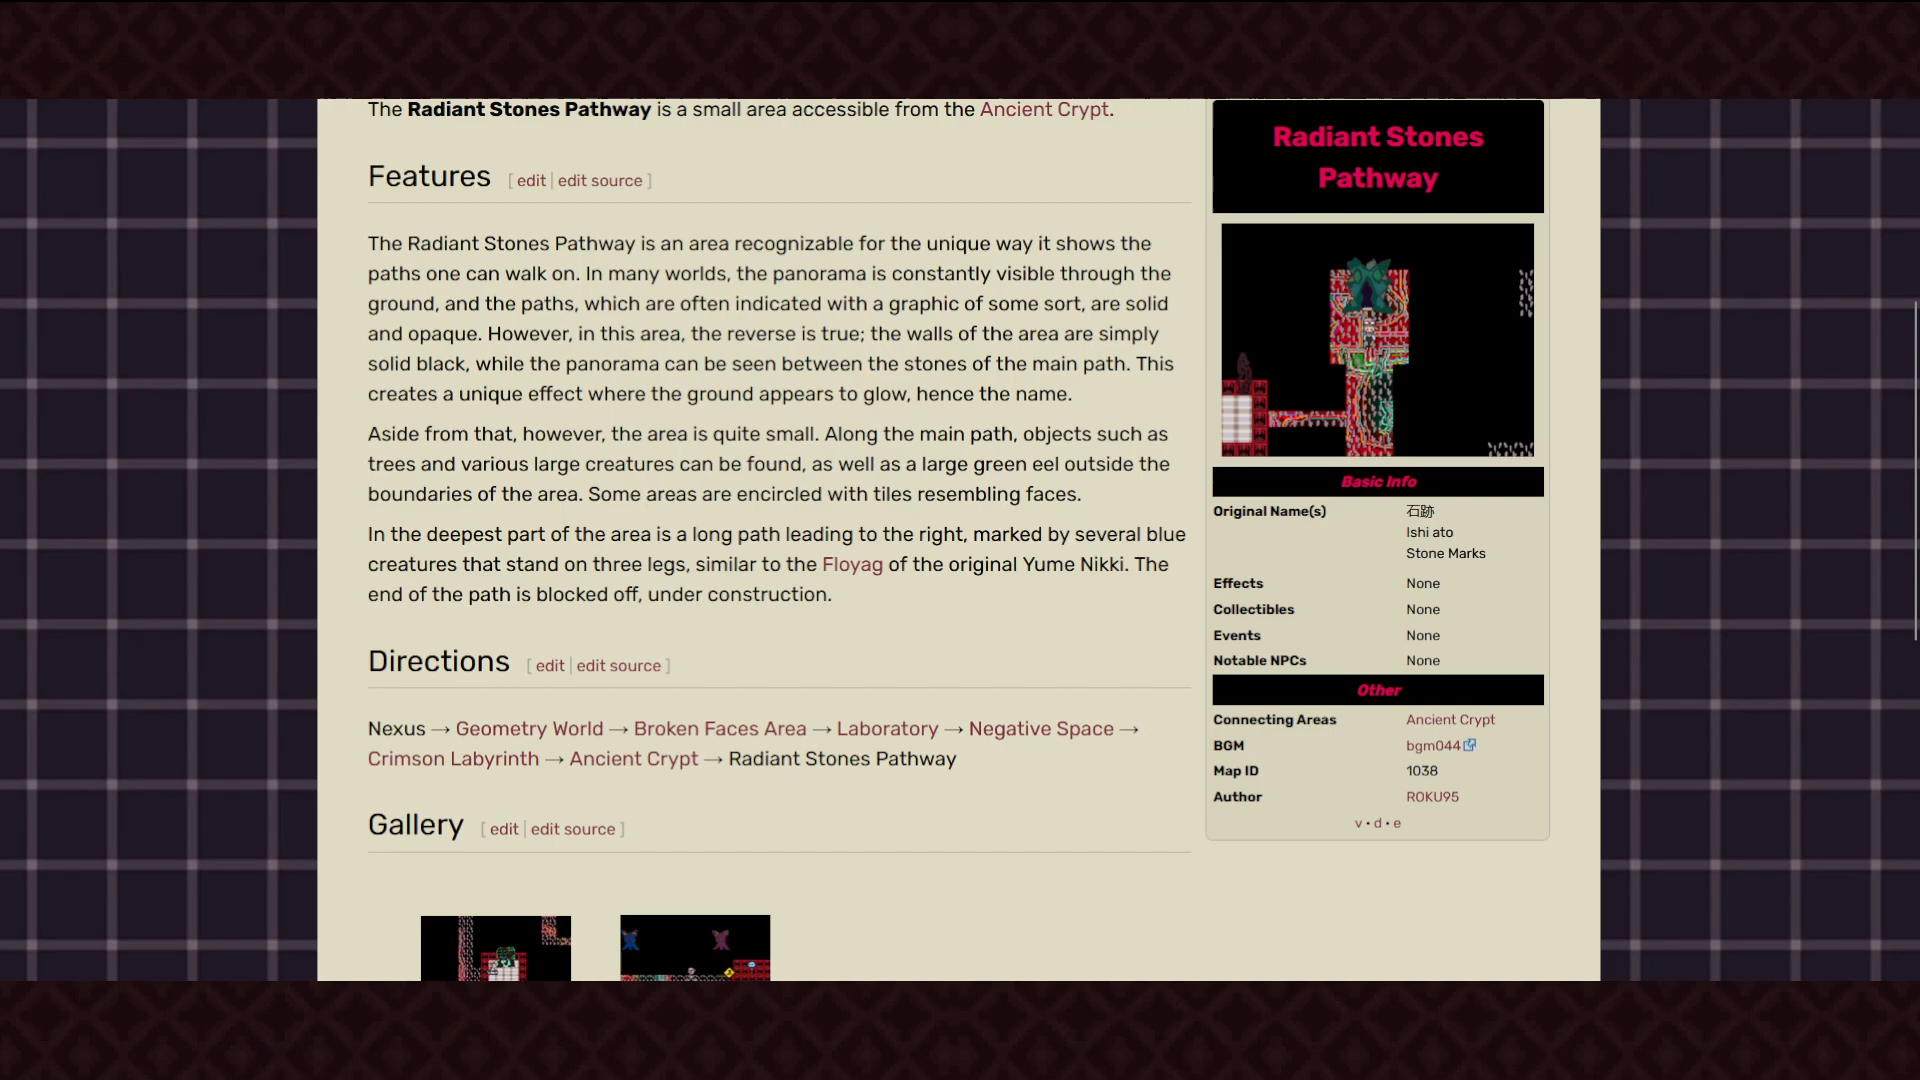 The Radiant Stones Pathway is a small area accessible from the Ancient Crypt.
Features [ edit | edit source ]
The Radiant Stones Pathway is an area recognizable for the unique way it shows the
paths one can walk on. In many worlds, the panorama is constantly visible through the
ground, and the paths, which are often indicated with a graphic of some sort, are solid
and opaque. However, in this area, the reverse is true; the walls of the area are simply
solid black, while the panorama can be seen between the stones of the main path. This
creates a unique effect where the ground appears to glow, hence the name.
Aside from that, however, the area is quite small. Along the main path, objects such as
trees and various large creatures can be found, as well as a large green eel outside the
boundaries of the area. Some areas are encircled with tiles resembling faces.
In the deepest part of the area is a long path leading to the right, marked by several blue
creatures that stand on three legs, similar to the Floyag of the original Yume Nikki. The
end of the path is blocked off, under construction.
Directions [ edit | edit source ]
Nexus → Geometry World → Broken Faces Area → Laboratory → Negative Space →
Crimson Labyrinth → Ancient Crypt → Radiant Stones Pathway
Gallery [ edit | edit source ]
Radiant Stones
Pathway
Basic Info
Original Name(s) 石跡
Ishi ato
Stone Marks
Effects None
Collectibles None
Events None
Notable NPCs None
Other
Connecting Areas Ancient Crypt
BGM bgm044
Map ID 1038
Author ROKU95
v • d • e